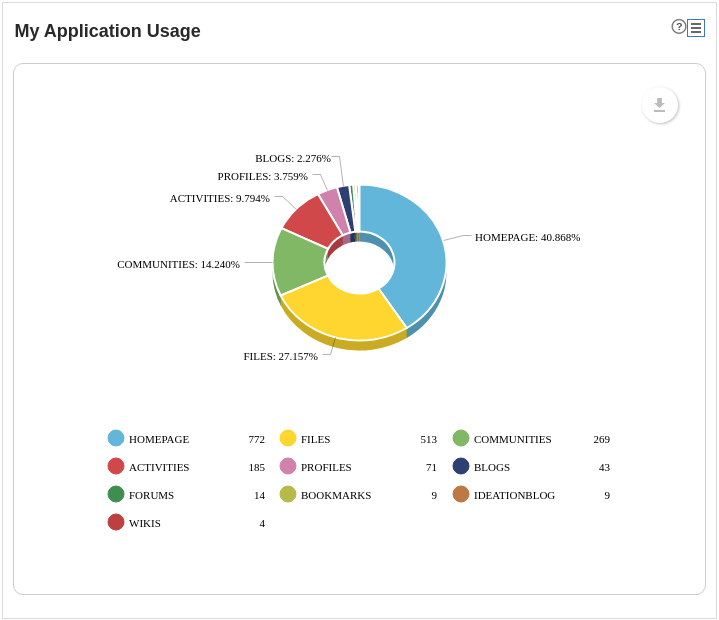 My Application Usage
?
BLOGS: 2.276%
PROFILES: 3.759%
ACTIVITIES: 9.794%
HOMEPAGE: 40.868%
COMMUNITIES: 14.240%
FILES: 27.157%
HOMEPAGE 772 FILES 513 COMMUNITIES 269
ACTIVITIES 185 PROFILES 71 BLOGS 43
FORUMS 14 BOOKMARKS 9 IDEATIONBLOG 9
WIKIS 4